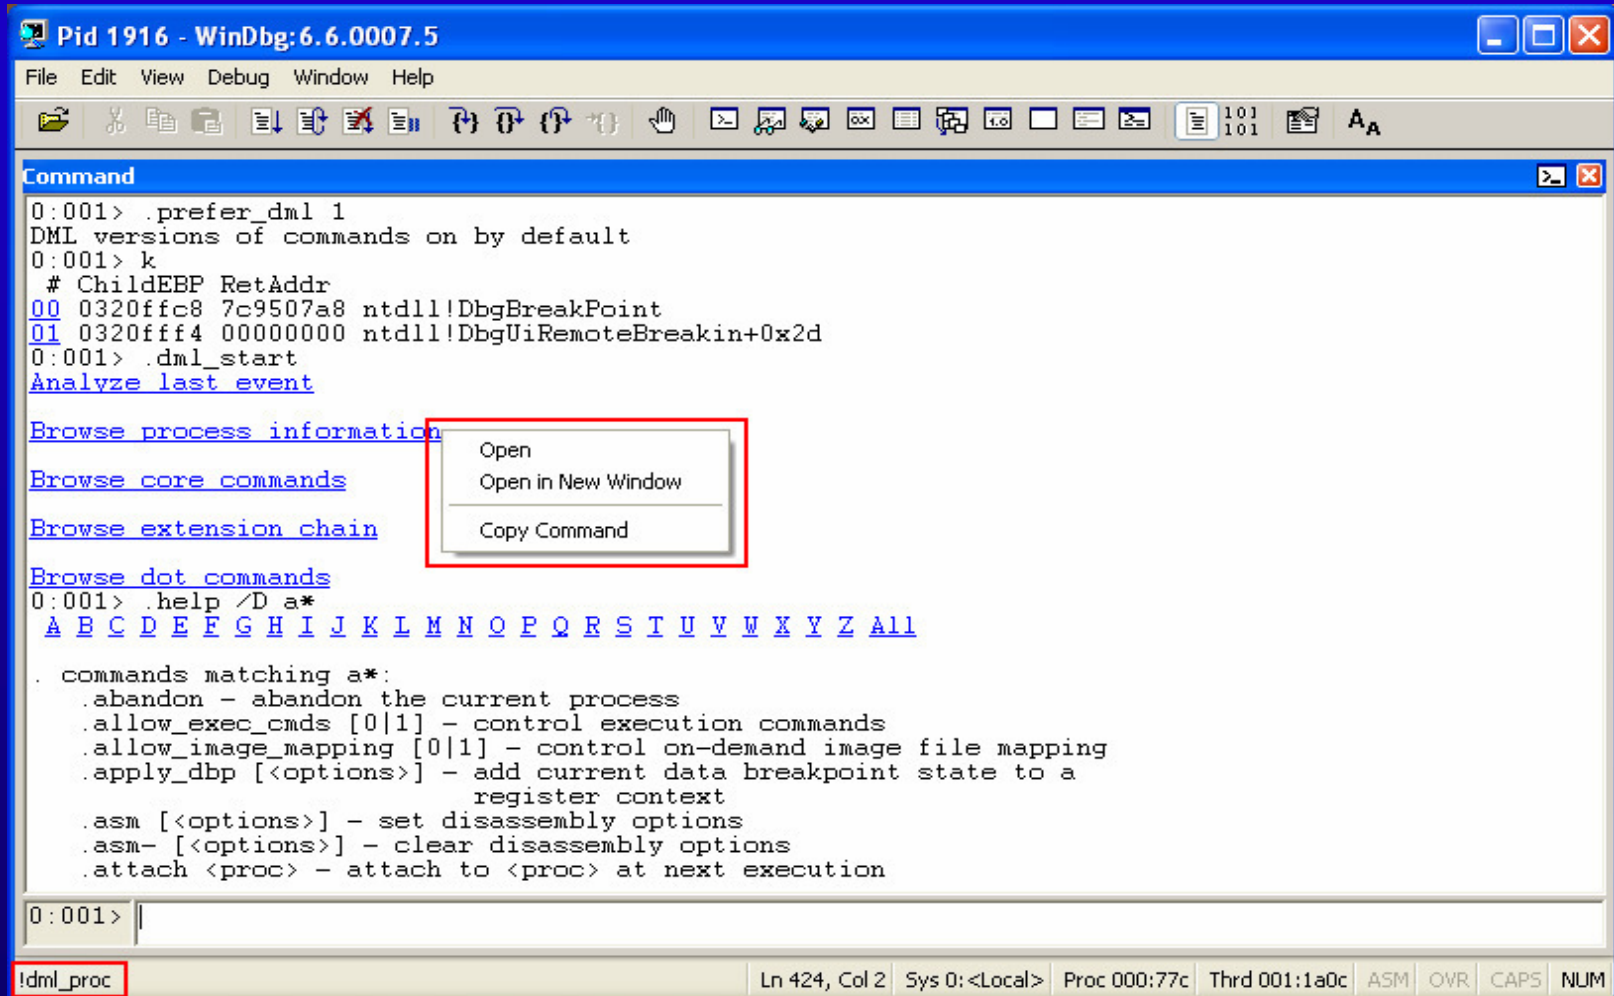 Pid 1916 - WinDbg:6.6.0007.5
File Edit View Debug Window Help
Command
0:001> .prefer_dml 1
DML versions of commands on by default
0:001> k
 # ChildEBP RetAddr
00 0320ffc8 7c9507a8 ntdll!DbgBreakPoint
01 0320fff4 00000000 ntdll!DbgUiRemoteBreakin+0x2d
0:001> .dml_start
Analyze last event
Browse process information
Open
Open in New Window
Browse core commands
Browse extension chain
Copy Command
Browse dot commands
0:001> .help /D a*
A B C D E F G H I J K L M N O P Q R S T U V W X Y Z All
. commands matching a*:
.abandon - abandon the current process
.allow_exec_cmds [0|1] - control execution commands
.allow_image_mapping [0|1] - control on-demand image file mapping
.apply_dbp [<options>] - add current data breakpoint state to a
register context
.asm [<options>] - set disassembly options
.asm- [<options>] - clear disassembly options
.attach <proc> - attach to <proc> at next execution
0:001>
!dml_proc Ln 424, Col 2 Sys 0:<Local> Proc 000:77c Thrd 001:1a0c ASM OVR CAPS NUM